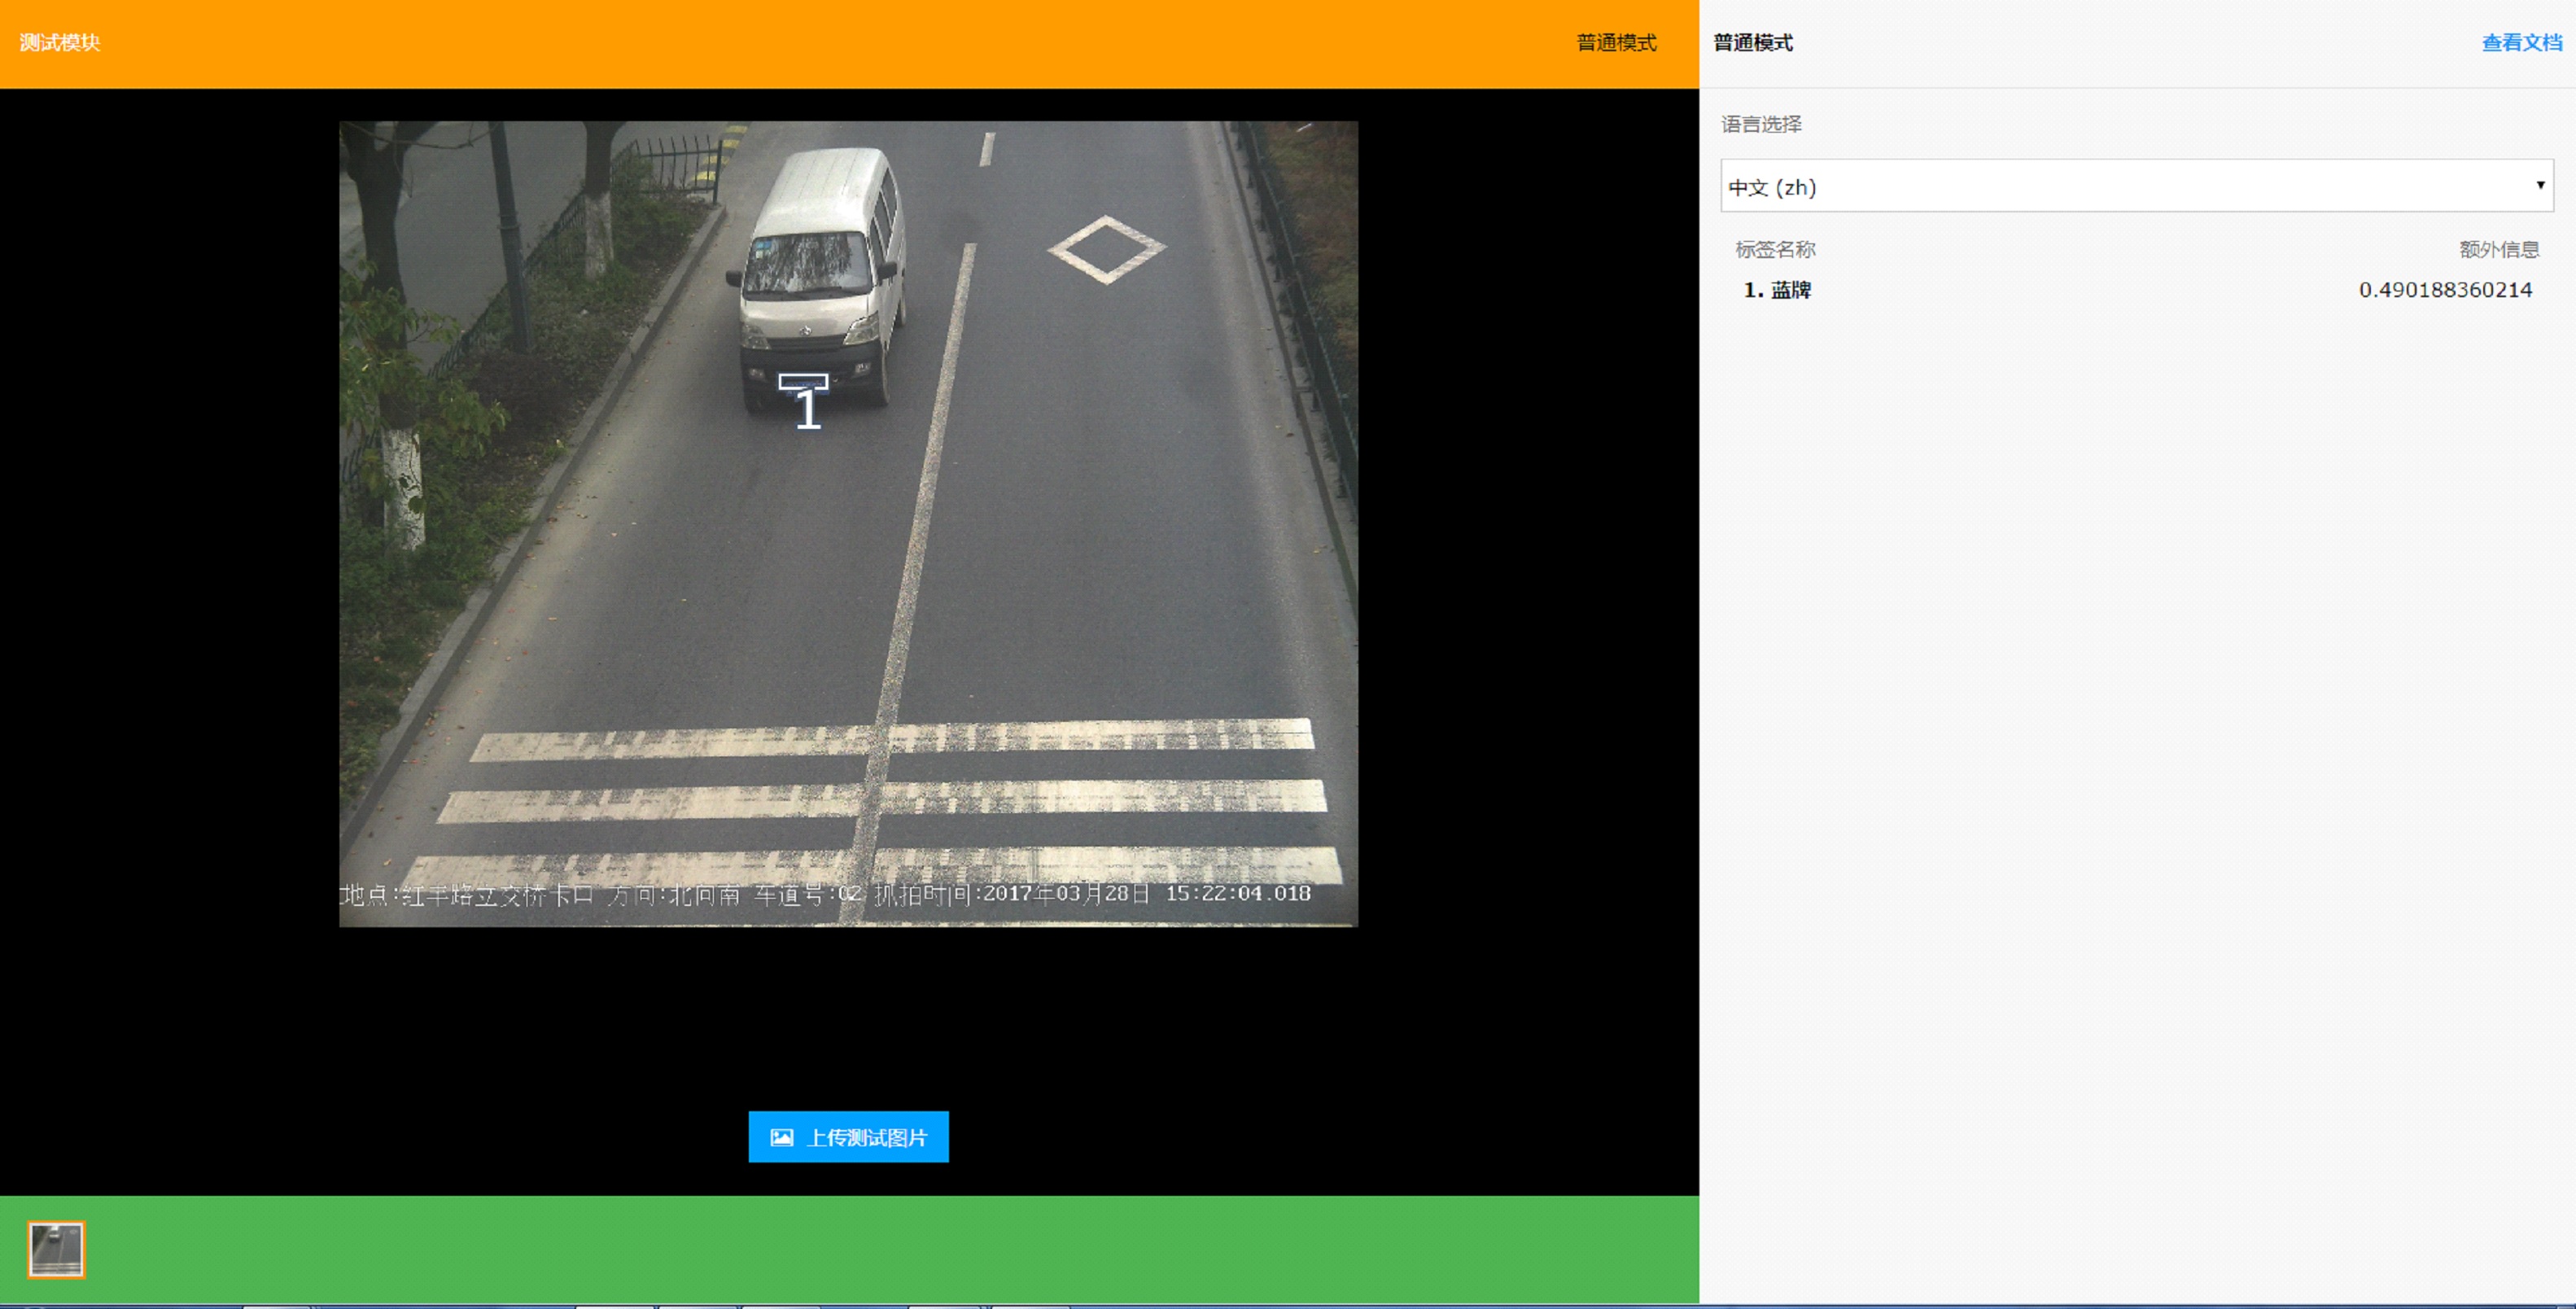 测试模块
普通模式
普通模式
查看文档
语言选择
中文 (zh)
标签名称
额外信息
1. 蓝牌
0.490188360214
1
地点:红丰路立交桥卡口 方向:北向南 车道号:02 抓拍时间:2017年03月28日 15:22:04.018
上传测试图片